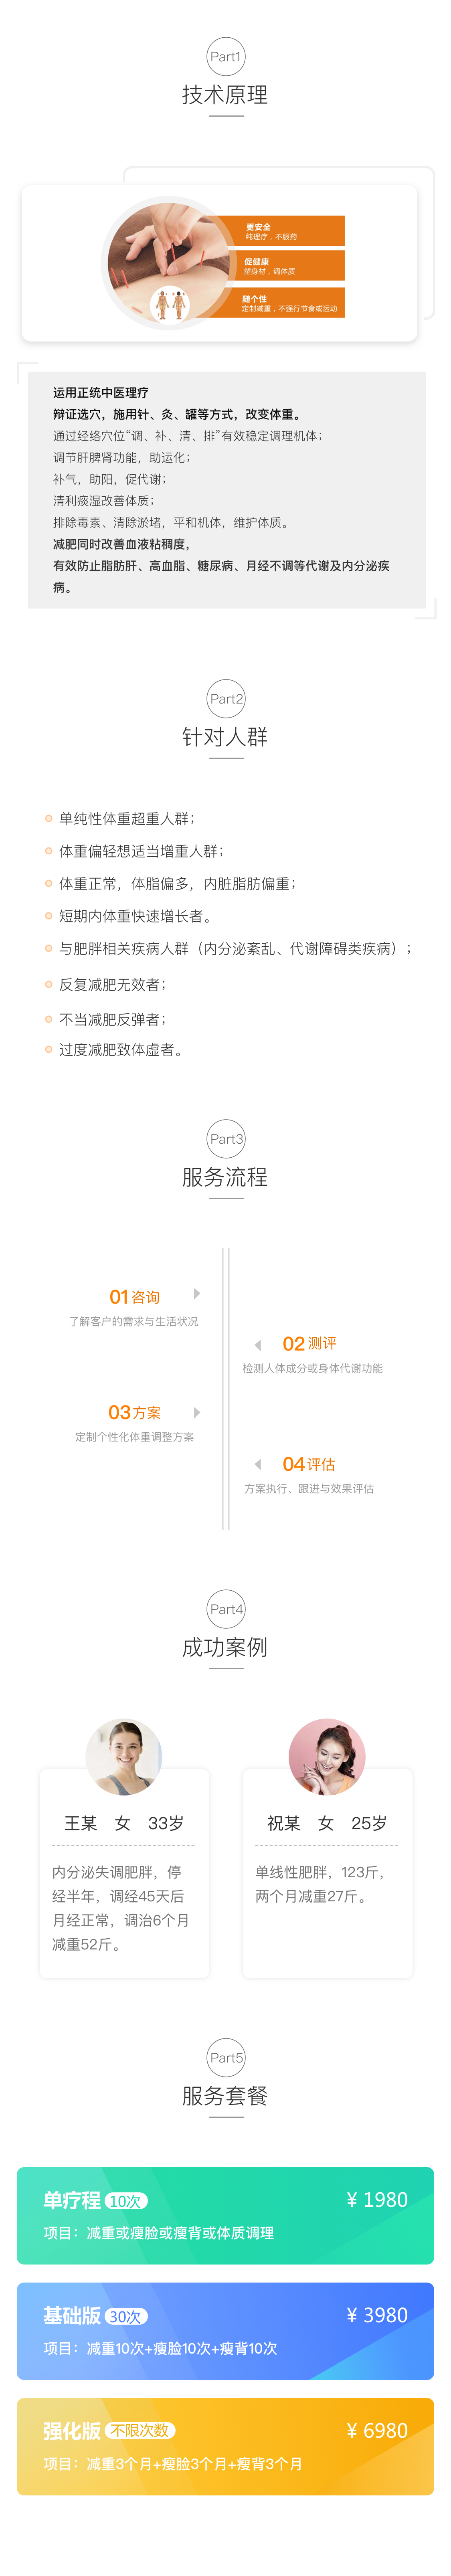 Part1
技术原理
更安全
纯理疗，不服药
促健康
塑身材，调体质
随个性
定制减重，不强行节食或运动
运用正统中医理疗
辩证选穴，施用针、灸、罐等方式，改变体重。
通过经络穴位“调、补、清、排”有效稳定调理机体；
调节肝脾肾功能，助运化；
补气，助阳，促代谢；
清利痰湿改善体质；
排除毒素、清除淤堵，平和机体，维护体质。
减肥同时改善血液粘稠度，
有效防止脂肪肝、高血脂、糖尿病、月经不调等代谢及内分泌疾
病。
Part2
针对人群
单纯性体重超重人群；
体重偏轻想适当增重人群；
体重正常，体脂偏多，内脏脂肪偏重；
短期内体重快速增长者。
与肥胖相关疾病人群（内分泌紊乱、代谢障碍类疾病）；
反复减肥无效者；
不当减肥反弹者；
过度减肥致体虚者。
Part3
服务流程
01 咨询
了解客户的需求与生活状况
02 测评
检测人体成分或身体代谢功能
03 方案
定制个性化体重调整方案
04 评估
方案执行、跟进与效果评估
Part4
成功案例
王某 女 33岁
内分泌失调肥胖，停
经半年，调经45天后
月经正常，调治6个月
减重52斤。
祝某 女 25岁
单线性肥胖，123斤，
两个月减重27斤。
Part5
服务套餐
单疗程 10次 ¥ 1980
项目：减重或瘦脸或瘦背或体质调理
基础版 30次 ¥ 3980
项目：减重10次+瘦脸10次+瘦背10次
强化版 不限次数 ¥ 6980
项目：减重3个月+瘦脸3个月+瘦背3个月